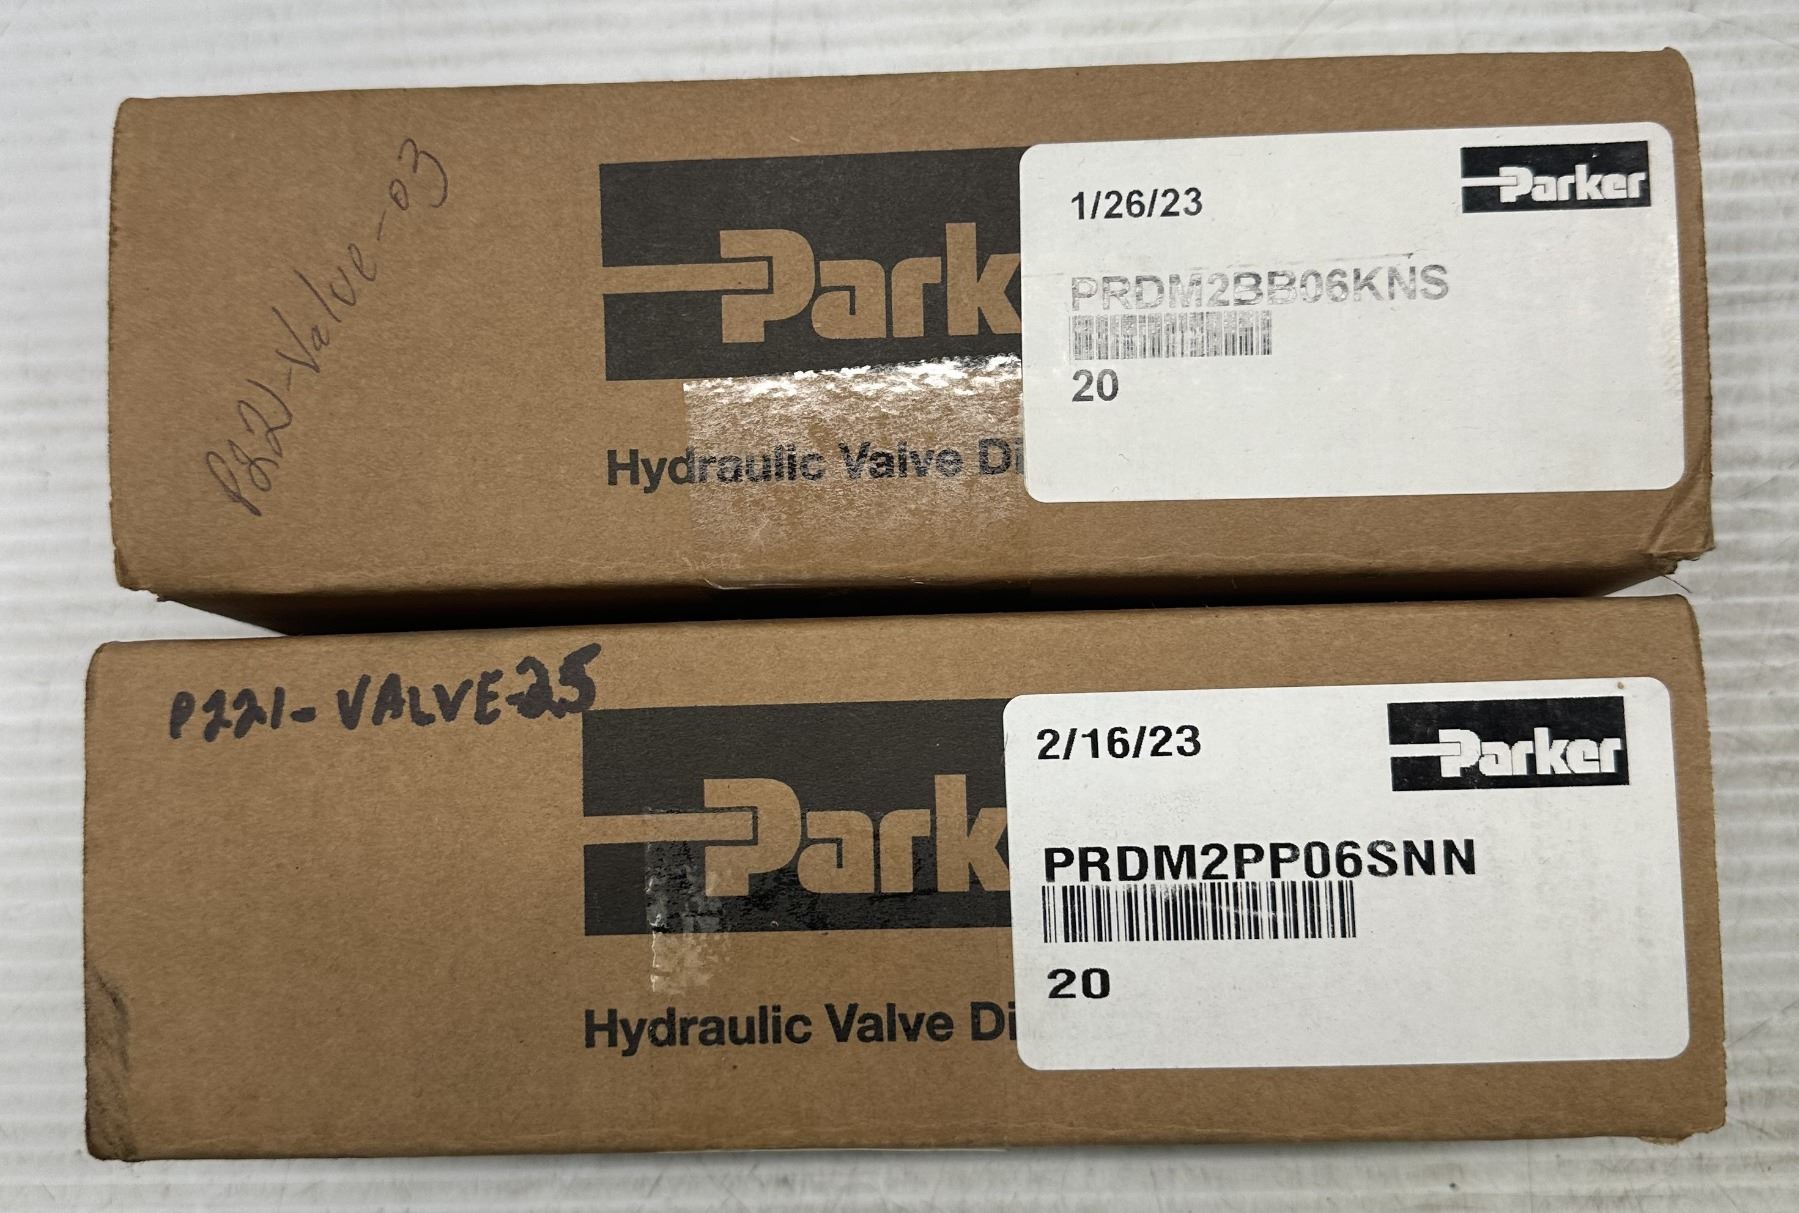 P221-Valve-03
Park
Hydraulic Valve Di
1/26/23
Parker
PRDM2BB06KNS
20
P221-VALVE-25
Park
Hydraulic Valve Di
2/16/23
Parker
PRDM2PP06SNN
20